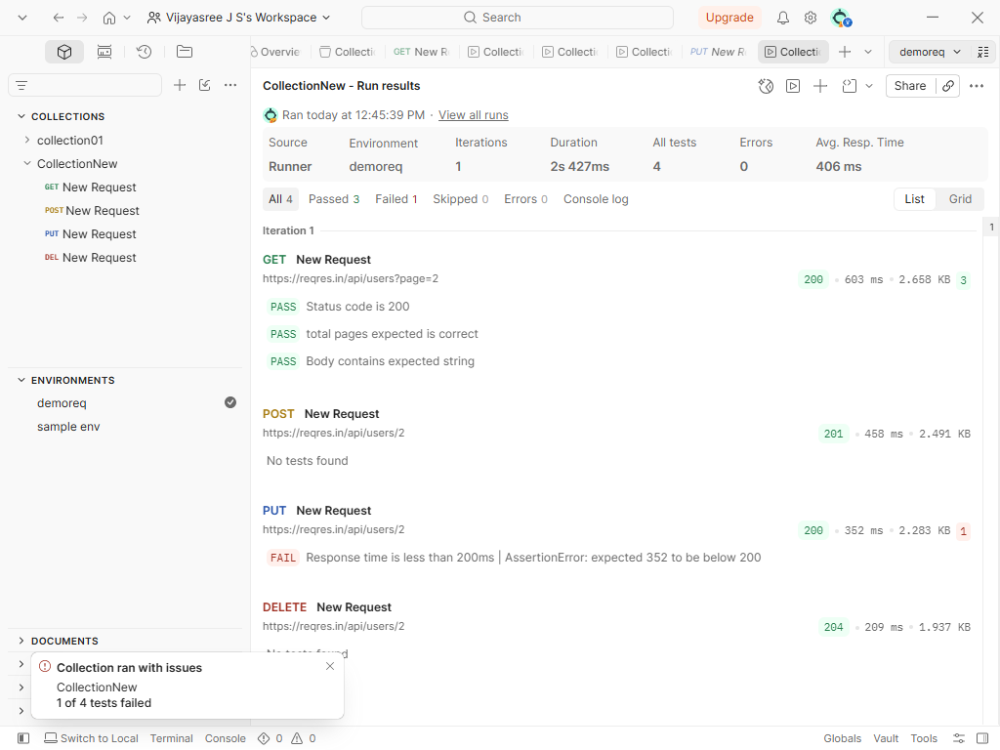 Vijayasree J S's Workspace
Search
Upgrade
Overvie
Collecti
GET New R
Collecti
Collecti
Collecti
PUT New R
Collecti
demoreq
CollectionNew - Run results
Share
Ran today at 12:45:39 PM · View all runs
Source Environment Iterations Duration All tests Errors Avg. Resp. Time
Runner demoreq 1 2s 427ms 4 0 406 ms
All 4 Passed 3 Failed 1 Skipped 0 Errors 0 Console log List Grid
Iteration 1
1
GET New Request
https://reqres.in/api/users?page=2
200 • 603 ms • 2.658 KB 3
PASS Status code is 200
PASS total pages expected is correct
PASS Body contains expected string
POST New Request
https://reqres.in/api/users/2
201 • 458 ms • 2.491 KB
No tests found
PUT New Request
https://reqres.in/api/users/2
200 • 352 ms • 2.283 KB 1
FAIL Response time is less than 200ms | AssertionError: expected 352 to be below 200
DELETE New Request
https://reqres.in/api/users/2
204 • 209 ms • 1.937 KB
No tests found
COLLECTIONS
collection01
CollectionNew
GET New Request
POST New Request
PUT New Request
DEL New Request
ENVIRONMENTS
demoreq
sample env
DOCUMENTS
Collection ran with issues
CollectionNew
1 of 4 tests failed
Switch to Local Terminal Console 0 0 Globals Vault Tools